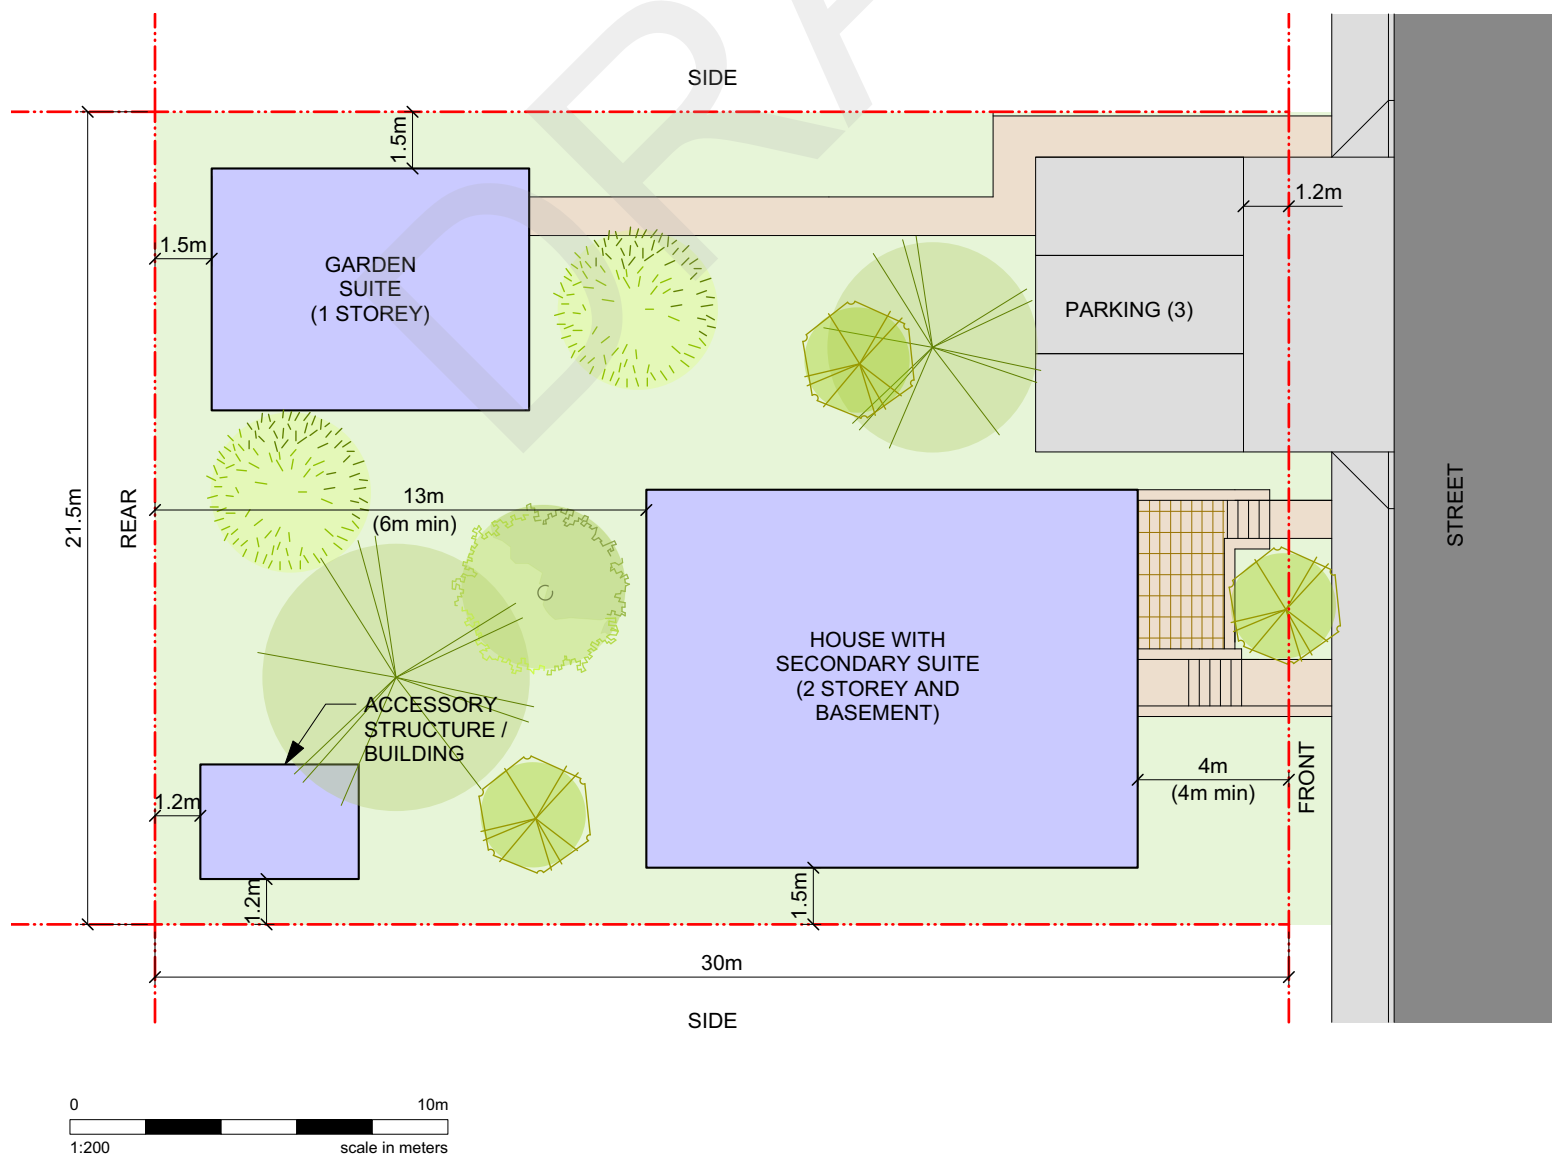 SIDE
1.5m
1.2m
1.5m
GARDEN
SUITE
(1 STOREY)
PARKING (3)
21.5m
REAR
13m
(6m min)
STREET
HOUSE WITH
SECONDARY SUITE
(2 STOREY AND
BASEMENT)
ACCESSORY
STRUCTURE /
BUILDING
4m
(4m min)
FRONT
1.2m
1.2m
1.5m
30m
SIDE
0 10m
1:200 scale in meters
DRA